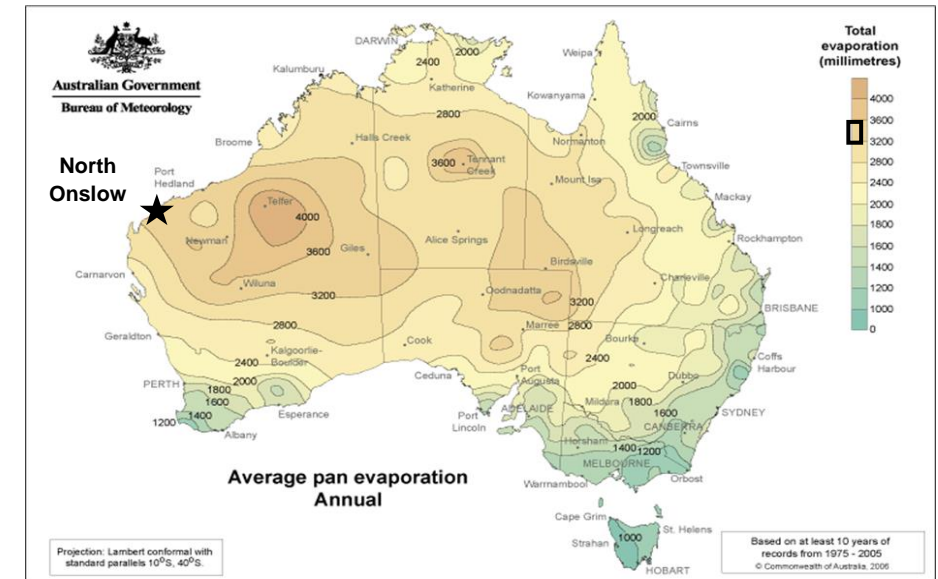 Australian Government
Bureau of Meteorology
North
Onslow
DARWIN
2000
2400
Weipa
Kalumburu
Katherine
Kowanyama
2800
2000
Cairns
Broome
Halls Creek
Normanton
3600
Tennant
Creek
Townsville
Port
Hedland
Mount Isa
Telfer
4000
Mackay
Newman
3600
Giles
Alice Springs
Longreach
Rockhampton
Carnarvon
Wiluna
Birdsville
Charleville
3200
Oodnadatta
3200
BRISBANE
2800
Marree
2800
Geraldton
Cook
Bourke
2400
Kalgoorlie-
Boulder
2400
Coffs
Harbour
PERTH
2000
1800
1600
1400
1200
Ceduna
Port
Augusta
2000
Dubbo
Esperance
Albany
Port
Lincoln
ADELAIDE
Mildura
1800
1600
SYDNEY
CANBERRA
Horsham
1400
1200
MELBOURNE
Warrnambool
Orbost
Cape Grim
St. Helens
1000
Strahan
HOBART
Total
evaporation
(millimetres)
4000
3600
3200
2800
2400
2000
1800
1600
1400
1200
1000
0
Average pan evaporation
Annual
Projection: Lambert conformal with
standard parallels 10°S, 40°S.
Based on at least 10 years of
records from 1975 - 2005
© Commonwealth of Australia, 2006